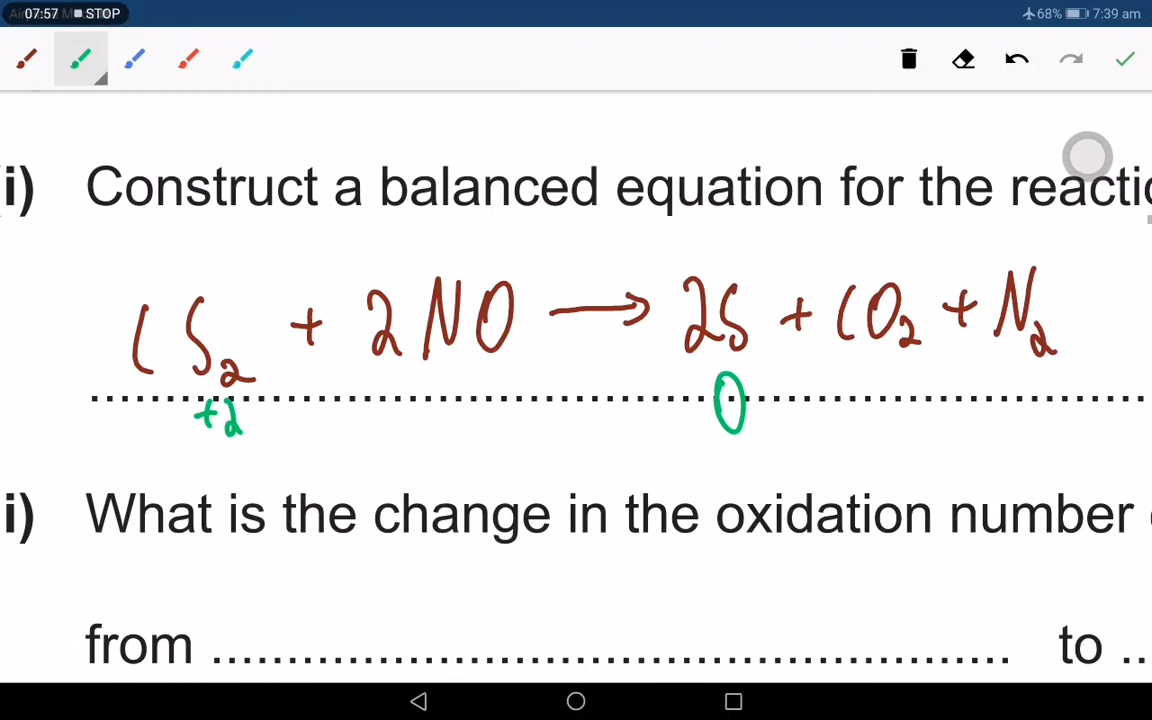 07:57 STOP 68% 7:39 am
i) Construct a balanced equation for the reactio
CS₂ + 2NO → 2S + CO₂ + N₂
+2 0
i) What is the change in the oxidation number
from ........................................... to ..